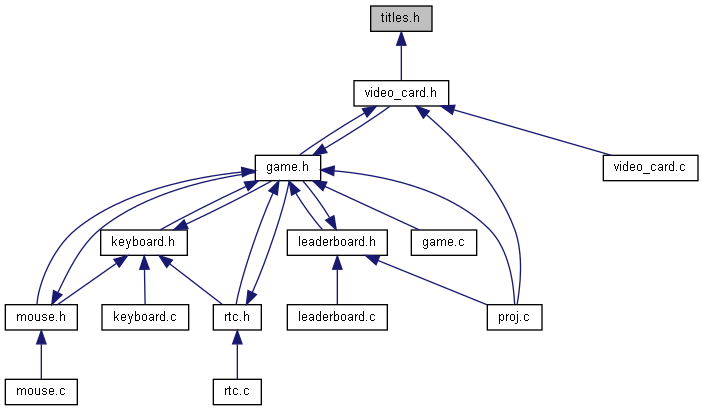 titles.h
video_card.h
game.h
video_card.c
keyboard.h
leaderboard.h
game.c
mouse.h
keyboard.c
rtc.h
leaderboard.c
proj.c
mouse.c
rtc.c